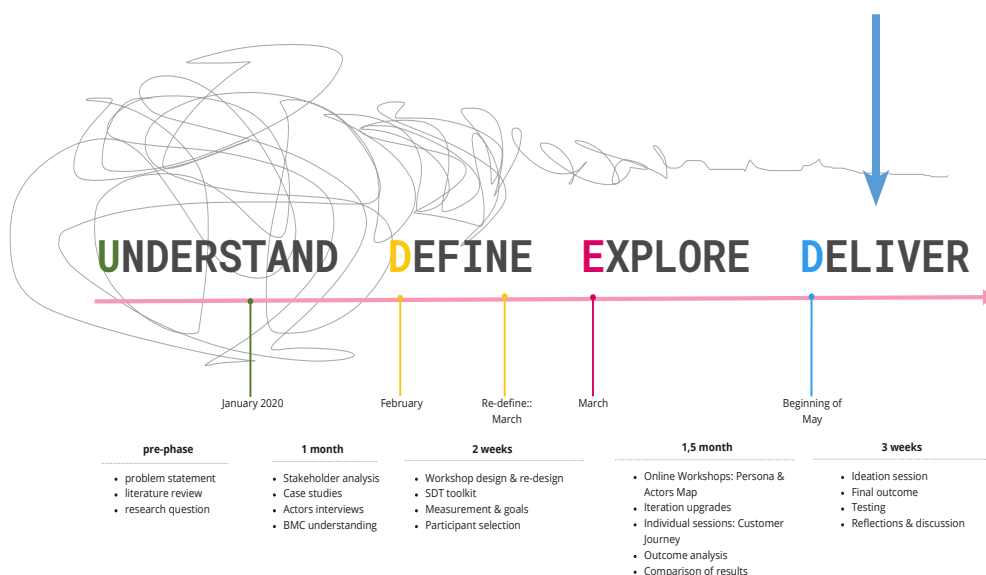 UNDERSTAND DEFINE EXPLORE DELIVER
January 2020
February
Re-define::
March
March
Beginning of
May
pre-phase
• problem statement
• literature review
• research question
1 month
• Stakeholder analysis
• Case studies
• Actors interviews
• BMC understanding
2 weeks
• Workshop design & re-design
• SDT toolkit
• Measurement & goals
• Participant selection
1,5 month
• Online Workshops: Persona &
Actors Map
• Iteration upgrades
• Individual sessions: Customer
Journey
• Outcome analysis
• Comparison of results
3 weeks
• Ideation session
• Final outcome
• Testing
• Reflections & discussion